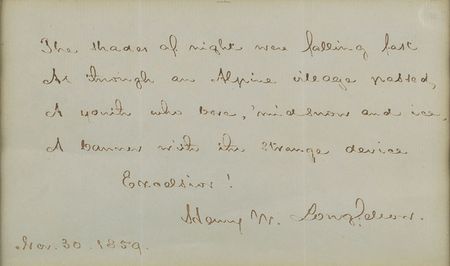 The shades of night were falling fast
As through an Alpine village passed,
A youth who bore, 'mid snow and ice,
A banner with the strange device
Excelsior!
Henry W. Longfellow.
Nov. 30. 1859.